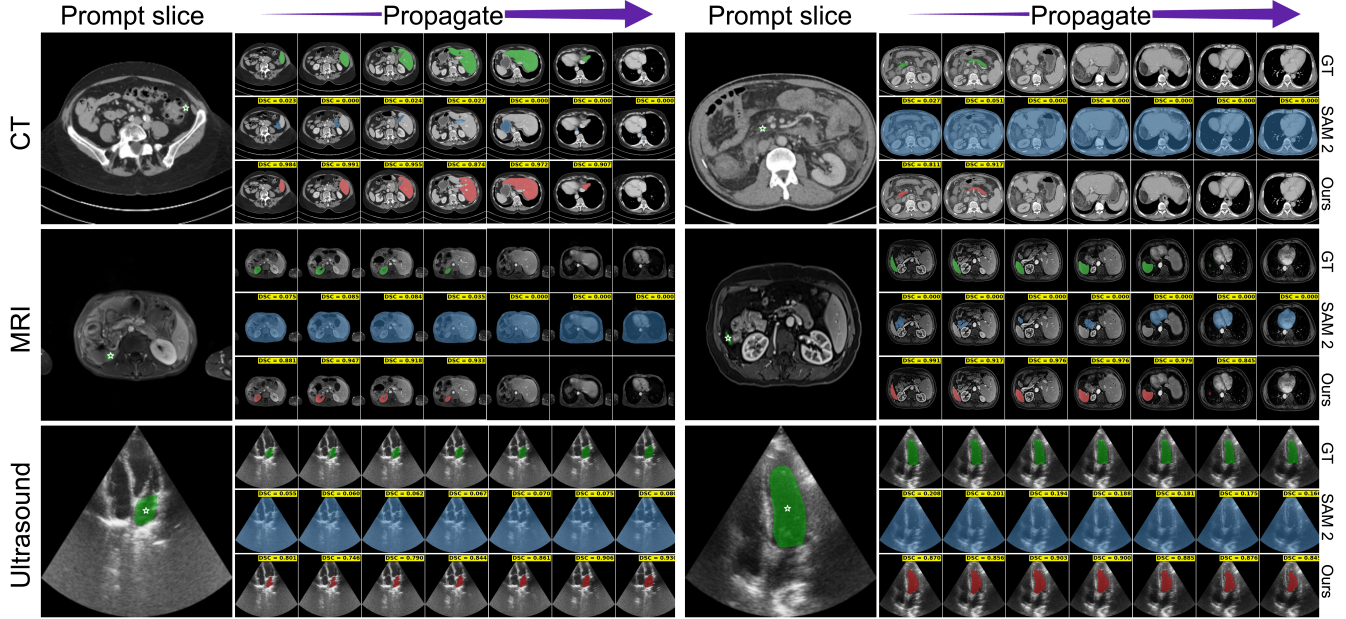 Prompt slice Propagate Prompt slice Propagate
CT
GT
DSC = 0.023 DSC = 0.000 DSC = 0.024 DSC = 0.027 DSC = 0.000 DSC = 0.000 DSC = 0.000 DSC = 0.027 DSC = 0.051 DSC = 0.000 DSC = 0.000 DSC = 0.000 DSC = 0.000 DSC = 0.000
SAM 2
DSC = 0.984 DSC = 0.991 DSC = 0.955 DSC = 0.874 DSC = 0.972 DSC = 0.907 DSC = 0.811 DSC = 0.917
Ours
MRI
GT
DSC = 0.075 DSC = 0.085 DSC = 0.084 DSC = 0.035 DSC = 0.000 DSC = 0.000 DSC = 0.000 DSC = 0.000 DSC = 0.000 DSC = 0.000 DSC = 0.000 DSC = 0.000 DSC = 0.000 DSC = 0.000
SAM 2
DSC = 0.881 DSC = 0.947 DSC = 0.918 DSC = 0.933 DSC = 0.991 DSC = 0.917 DSC = 0.976 DSC = 0.976 DSC = 0.979 DSC = 0.845
Ours
Ultrasound
GT
DSC = 0.055 DSC = 0.060 DSC = 0.062 DSC = 0.067 DSC = 0.070 DSC = 0.075 DSC = 0.080 DSC = 0.208 DSC = 0.201 DSC = 0.194 DSC = 0.188 DSC = 0.181 DSC = 0.175
SAM 2
DSC = 0.801 DSC = 0.746 DSC = 0.790 DSC = 0.844 DSC = 0.861 DSC = 0.906 DSC = 0.870 DSC = 0.856 DSC = 0.903 DSC = 0.900 DSC = 0.885 DSC = 0.876
Ours